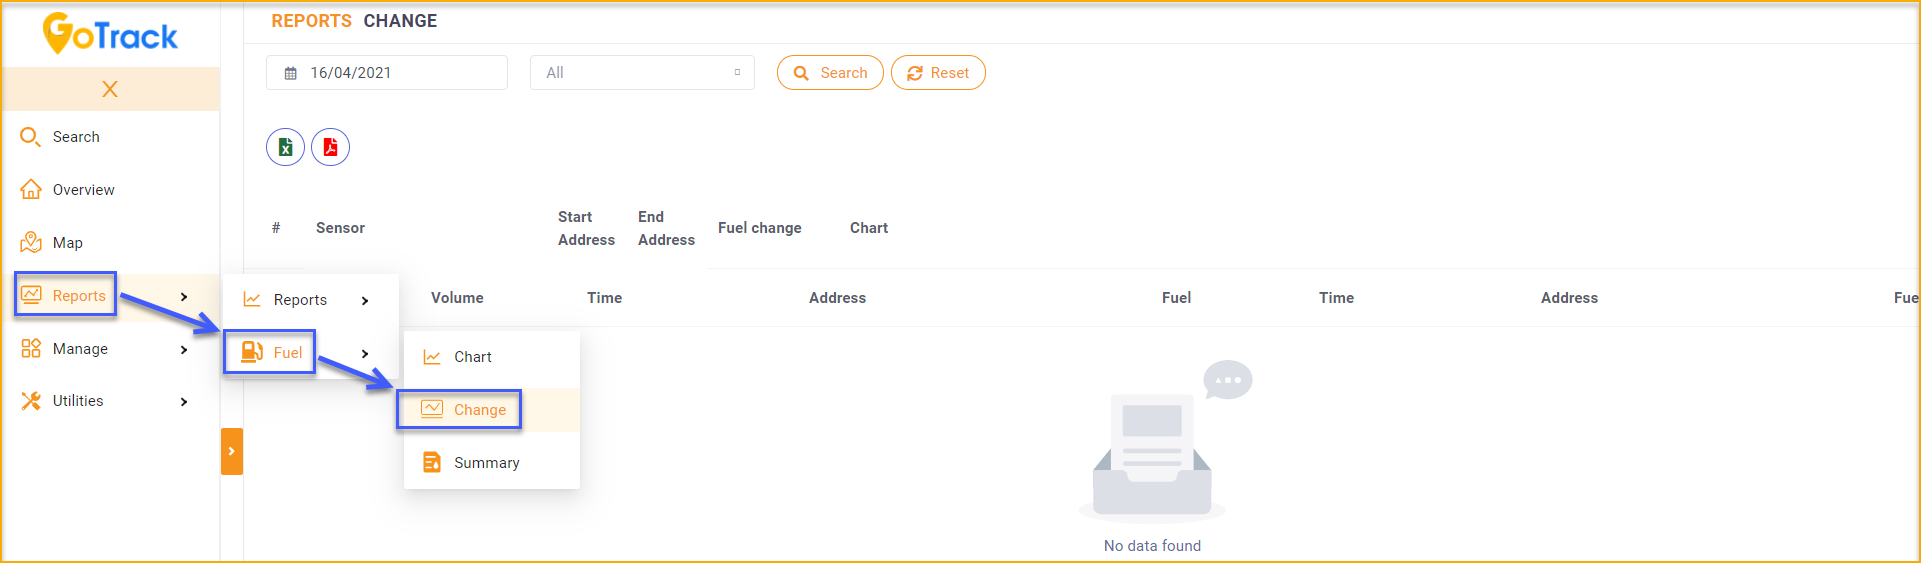 GoTrack
REPORTS CHANGE
16/04/2021
All
Search
Reset
X
Search
Overview
Map
Reports
Manage
Utilities
Reports
Fuel
Chart
Change
Summary
# Sensor Start Address End Address Fuel change Chart
Volume Time Address Fuel Time Address Fue
No data found